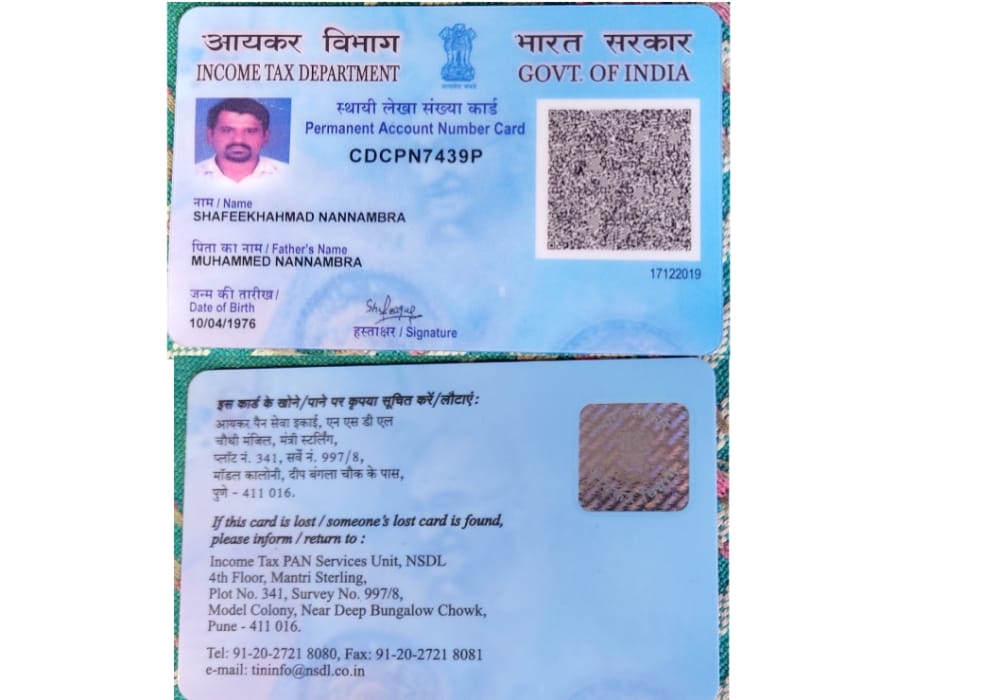 आयकर विभाग
INCOME TAX DEPARTMENT
भारत सरकार
GOVT. OF INDIA
स्थायी लेखा संख्या कार्ड
Permanent Account Number Card
CDCPN7439P
नाम / Name
SHAFEEKHAHMAD NANNAMBRA
पिता का नाम / Father's Name
MUHAMMED NANNAMBRA
जन्म की तारीख /
Date of Birth
10/04/1976
हस्ताक्षर / Signature
17122019
इस कार्ड के खोने/पाने पर कृपया सूचित करें/लौटाएं :
आयकर पैन सेवा इकाई, एन एस डी एल
चौथी मंजिल, मंत्री स्टर्लिंग,
प्लॉट नं. 341, सर्वे नं. 997/8,
मॉडल कालोनी, दीप बंगला चौक के पास,
पुणे - 411 016.
If this card is lost / someone's lost card is found,
please inform / return to :
Income Tax PAN Services Unit, NSDL
4th Floor, Mantri Sterling,
Plot No. 341, Survey No. 997/8,
Model Colony, Near Deep Bungalow Chowk,
Pune - 411 016.
Tel: 91-20-2721 8080, Fax: 91-20-2721 8081
e-mail: tininfo@nsdl.co.in